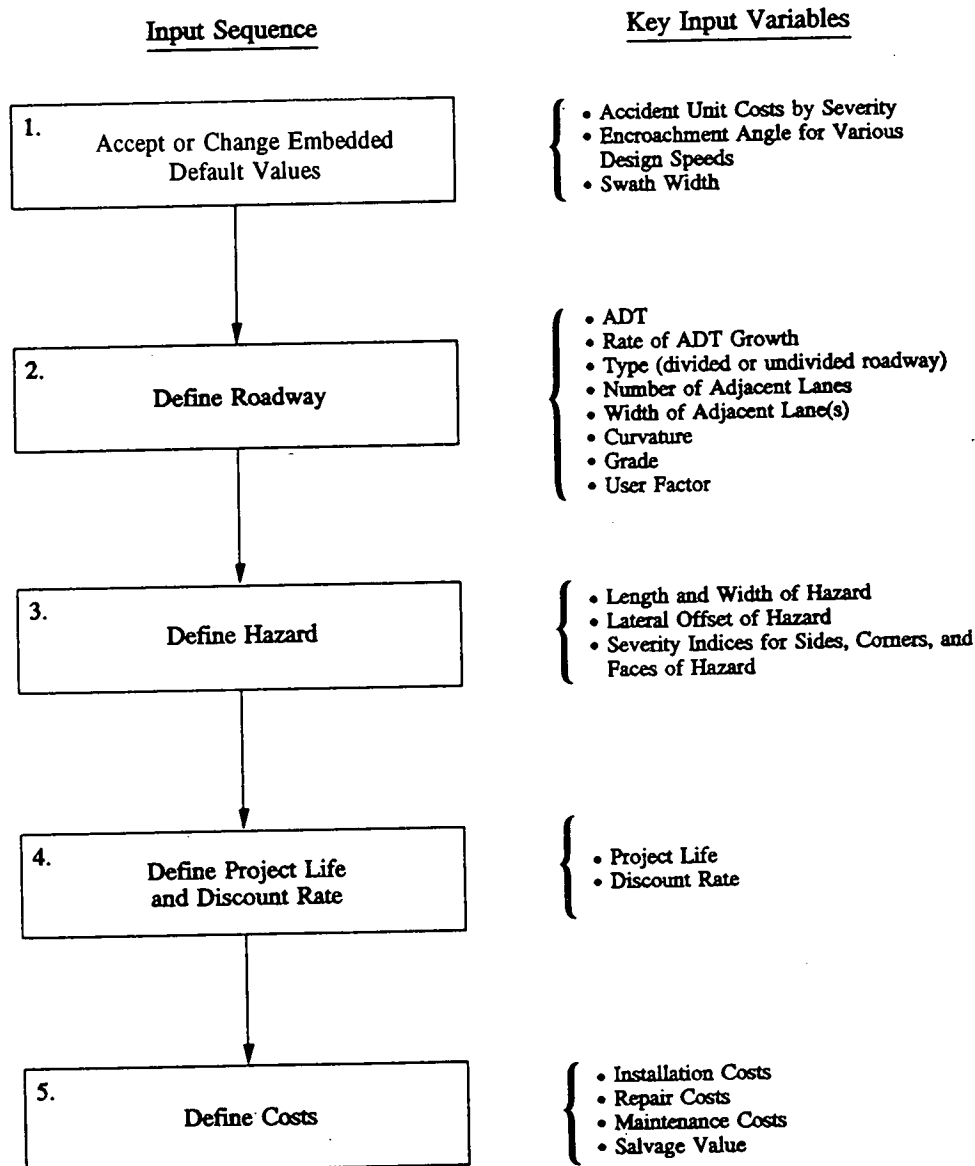 Input Sequence
Key Input Variables
1.
Accept or Change Embedded
Default Values
• Accident Unit Costs by Severity
• Encroachment Angle for Various
Design Speeds
• Swath Width
2.
Define Roadway
• ADT
• Rate of ADT Growth
• Type (divided or undivided roadway)
• Number of Adjacent Lanes
• Width of Adjacent Lane(s)
• Curvature
• Grade
• User Factor
3.
Define Hazard
• Length and Width of Hazard
• Lateral Offset of Hazard
• Severity Indices for Sides, Corners, and
Faces of Hazard
4.
Define Project Life
and Discount Rate
• Project Life
• Discount Rate
5.
Define Costs
• Installation Costs
• Repair Costs
• Maintenance Costs
• Salvage Value